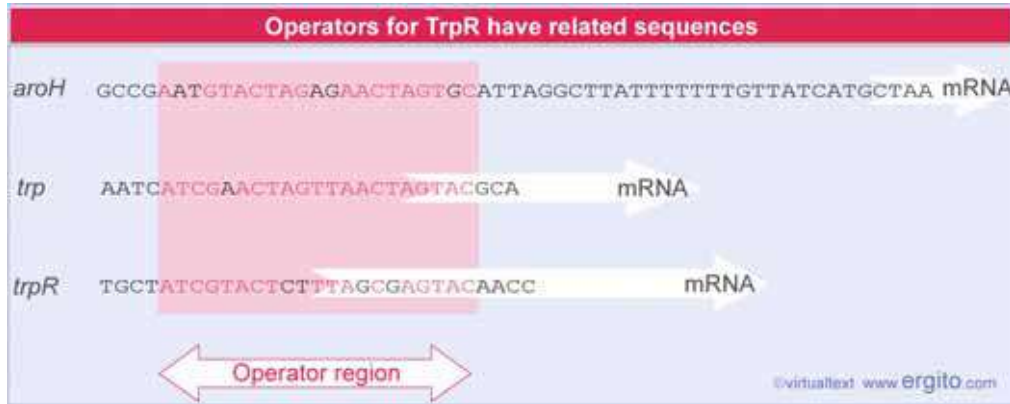 Operators for TrpR have related sequences
aroH GCCGAATGTACTAGAGAACTAGTGCATTAGGCTTATTTTTTTGTTATCATGCTAA mRNA
trp AATCATCGAACTAGTTAACTAGTACGCA mRNA
trpR TGCTATCGTACTCTTTAGCGAGTACAACC mRNA
Operator region
©virtualtext www.ergito.com